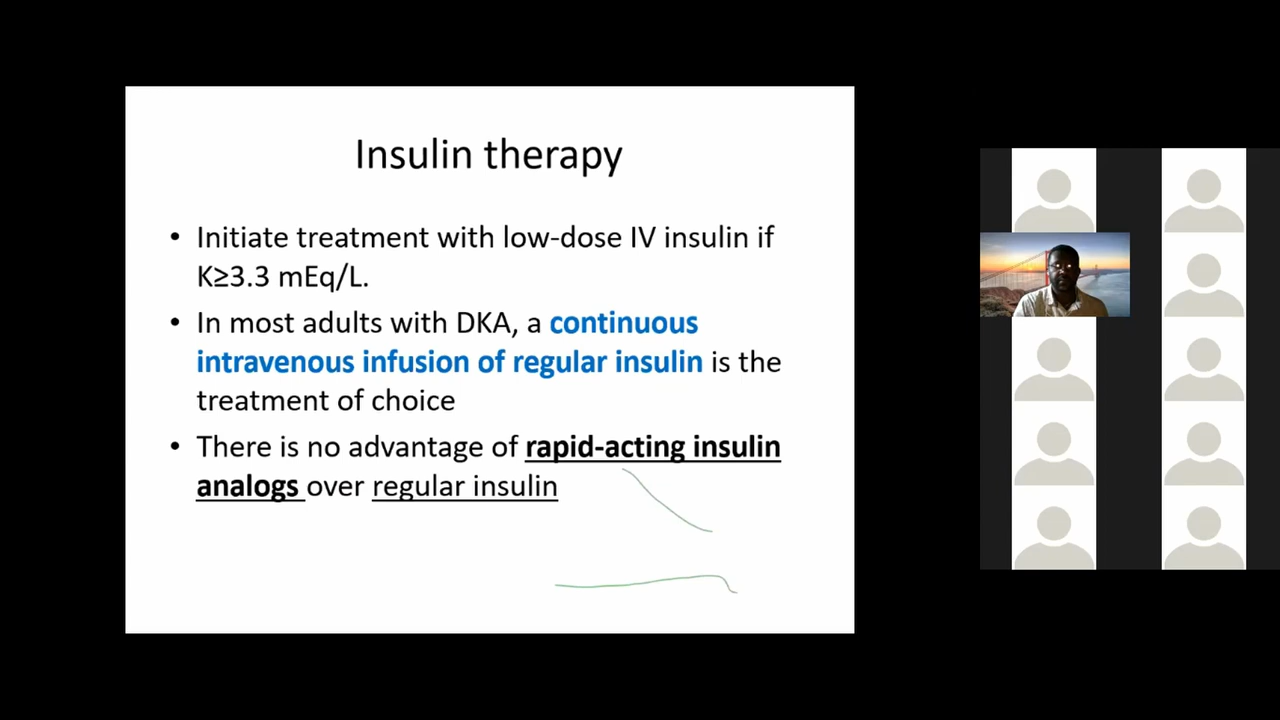 Insulin therapy
• Initiate treatment with low-dose IV insulin if
K≥3.3 mEq/L.
• In most adults with DKA, a continuous
intravenous infusion of regular insulin is the
treatment of choice
• There is no advantage of rapid-acting insulin
analogs over regular insulin